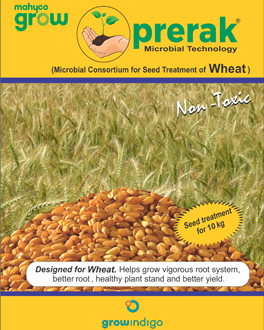 mahyco
grow
prerak®
Microbial Technology
(Microbial Consortium for Seed Treatment of Wheat)
Non-Toxic
Seed treatment
for 10 kg
Designed for Wheat. Helps grow vigorous root system,
better root, healthy plant stand and better yield.
growindigo